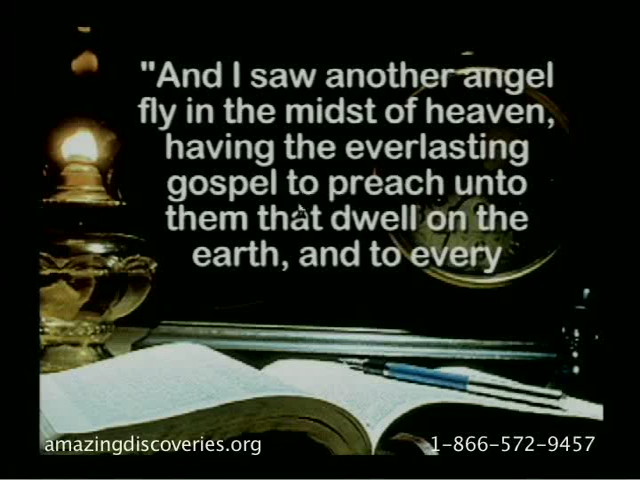 "And I saw another angel
fly in the midst of heaven,
having the everlasting
gospel to preach unto
them that dwell on the
earth, and to every
amazingdiscoveries.org
1-866-572-9457